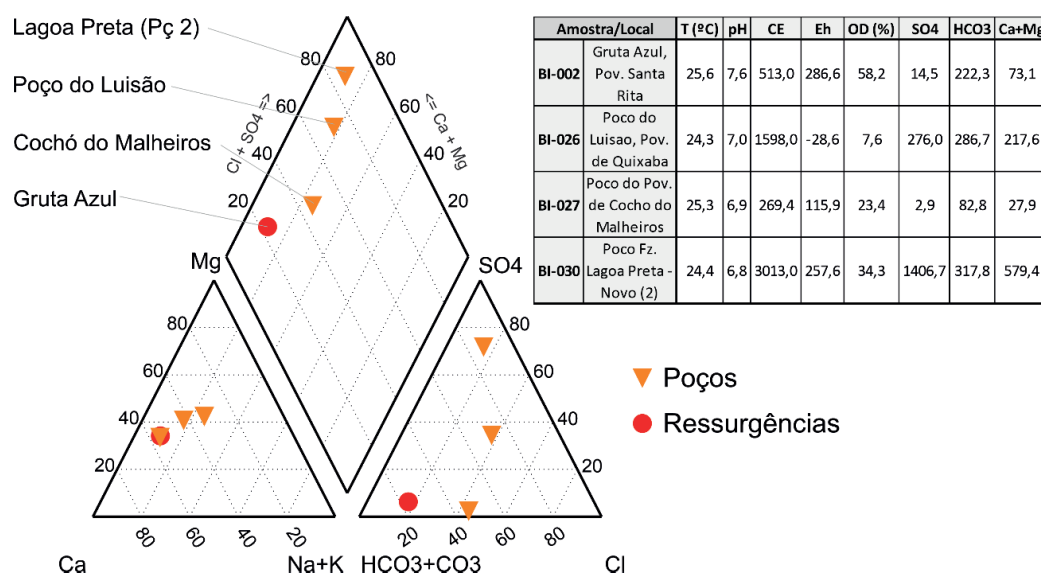 Lagoa Preta (Pç 2)
Poço do Luisão
Cochó do Malheiros
Gruta Azul
80
80
60
60
40
40
20
20
Cl + SO4 =>
<= Ca + Mg
Mg
SO4
80
60
40
20
80
60
40
20
80
60
40
20
20
40
60
80
Ca
Na+K
HCO3+CO3
Cl
Poços
Ressurgências
Amostra/Local T (ºC) pH CE Eh OD (%) SO4 HCO3 Ca+Mg
Gruta Azul,
BI-002 Pov. Santa 25,6 7,6 513,0 286,6 58,2 14,5 222,3 73,1
Rita
Poco do
BI-026 Luisao, Pov. 24,3 7,0 1598,0 -28,6 7,6 276,0 286,7 217,6
de Quixaba
Poco do Pov.
BI-027 de Cocho do 25,3 6,9 269,4 115,9 23,4 2,9 82,8 27,9
Malheiros
Poco Fz.
BI-030 Lagoa Preta - 24,4 6,8 3013,0 257,6 34,3 1406,7 317,8 579,4
Novo (2)